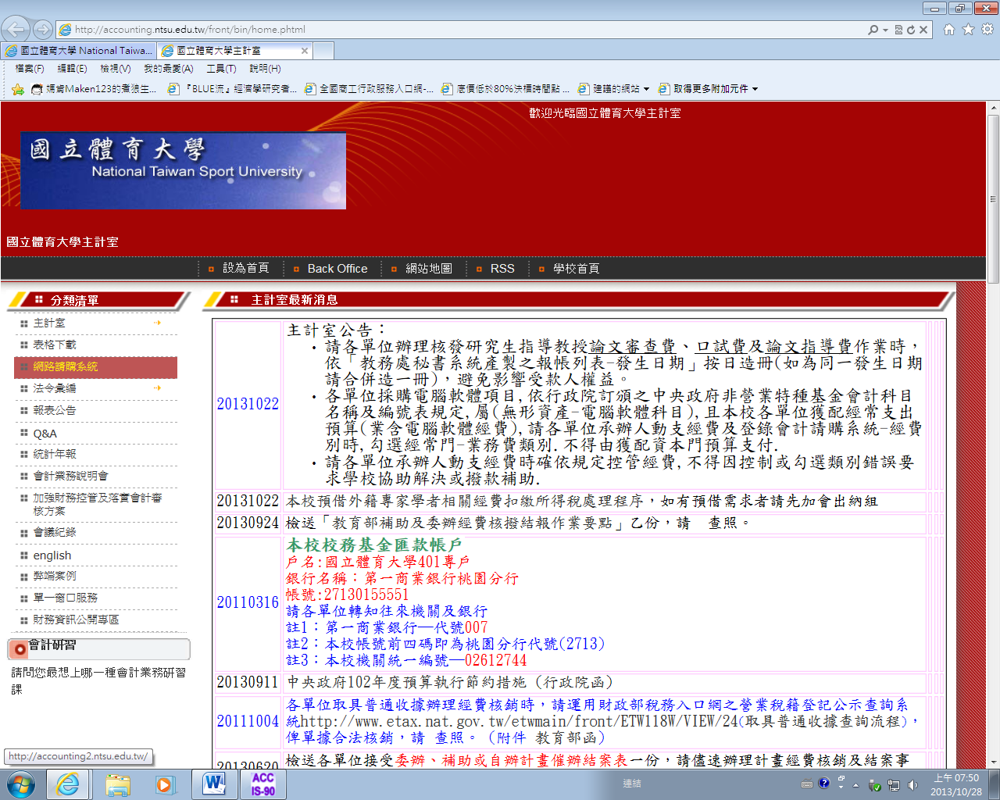 http://accounting.ntsu.edu.tw/front/bin/home.phtml
國立體育大學 National Taiwa...
國立體育大學主計室
檔案(F) 編輯(E) 檢視(V) 我的最愛(A) 工具(T) 說明(H)
媽肯Maken123的煮狼生...
『BLUE流』經濟學研究者...
全國商工行政服務入口網-...
底價低於80%決標時間點 ...
建議的網站
取得更多附加元件
歡迎光臨國立體育大學主計室
國立體育大學
National Taiwan Sport University
國立體育大學主計室
設為首頁 Back Office 網站地圖 RSS 學校首頁
分類清單
主計室
表格下載
網路請購系統
法令彙編
報表公告
Q&A
統計年報
會計業務說明會
加強財務控管及落實會計審
核方案
會議紀錄
english
弊端案例
單一窗口服務
財務資訊公開專區
會計研習
請問您最想上哪一種會計業務研習
課
主計室最新消息
20131022
主計室公告：
• 請各單位辦理核發研究生指導教授論文審查費、口試費及論文指導費作業時，
依「教務處秘書系統產製之報帳列表-發生日期」按日造冊(如為同一發生日期
請合併造一冊)，避免影響受款人權益。
• 各單位採購電腦軟體項目,依行政院訂頒之中央政府非營業特種基金會計科目
名稱及編號表規定,屬(無形資產-電腦軟體科目),且本校各單位獲配經常支出
預算(業含電腦軟體經費),請各單位承辦人動支經費及登錄會計請購系統-經費
別時,勾選經常門-業務費類別.不得由獲配資本門預算支付.
• 請各單位承辦人動支經費時確依規定控管經費,不得因控制或勾選類別錯誤要
求學校協助解決或撥款補助.
20131022 本校預借外籍專家學者相關經費扣繳所得稅處理程序，如有預借需求者請先加會出納組
20130924 檢送「教育部補助及委辦經費核撥結報作業要點」乙份，請 查照。
20110316
本校校務基金匯款帳戶
戶名:國立體育大學401專戶
銀行名稱：第一商業銀行桃園分行
帳號:27130155551
請各單位轉知往來機關及銀行
註1：第一商業銀行─代號007
註2：本校帳號前四碼即為桃園分行代號(2713)
註3：本校機關統一編號─02612744
20130911 中央政府102年度預算執行節約措施 (行政院函)
20111004
各單位取具普通收據辦理經費核銷時，請運用財政部稅務入口網之營業稅籍登記公示查詢系
統http://www.etax.nat.gov.tw/etwmain/front/ETW118W/VIEW/24(取具普通收據查詢流程)，
俾單據合法核銷，請 查照。 (附件 教育部函)
20130620 檢送各單位接受委辦、補助或自辦計畫催辦結案表一份，請儘速辦理計畫經費核銷及結案事
http://accounting2.ntsu.edu.tw/
ACC
IS-90
連結
上午 07:50
2013/10/28